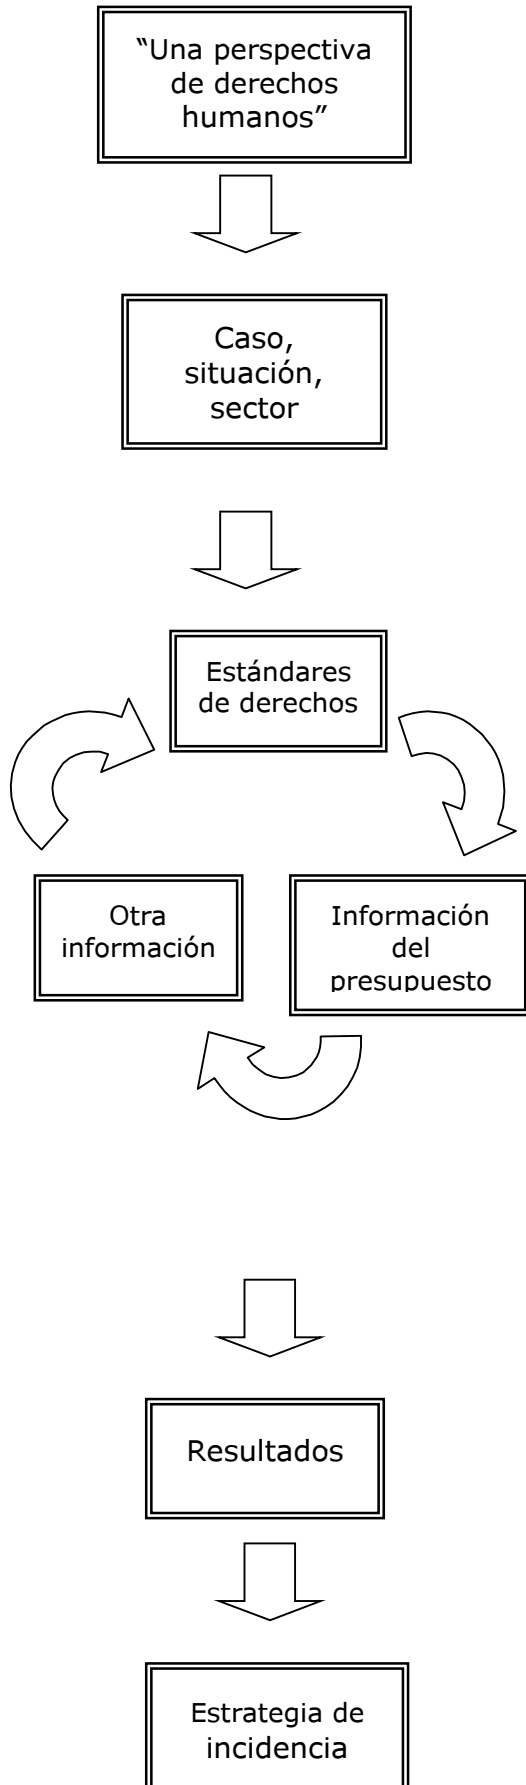 “Una perspectiva
de derechos
humanos”
Caso,
situación,
sector
Estándares
de derechos
Otra
información
Información
del
presupuesto
Resultados
Estrategia de
incidencia